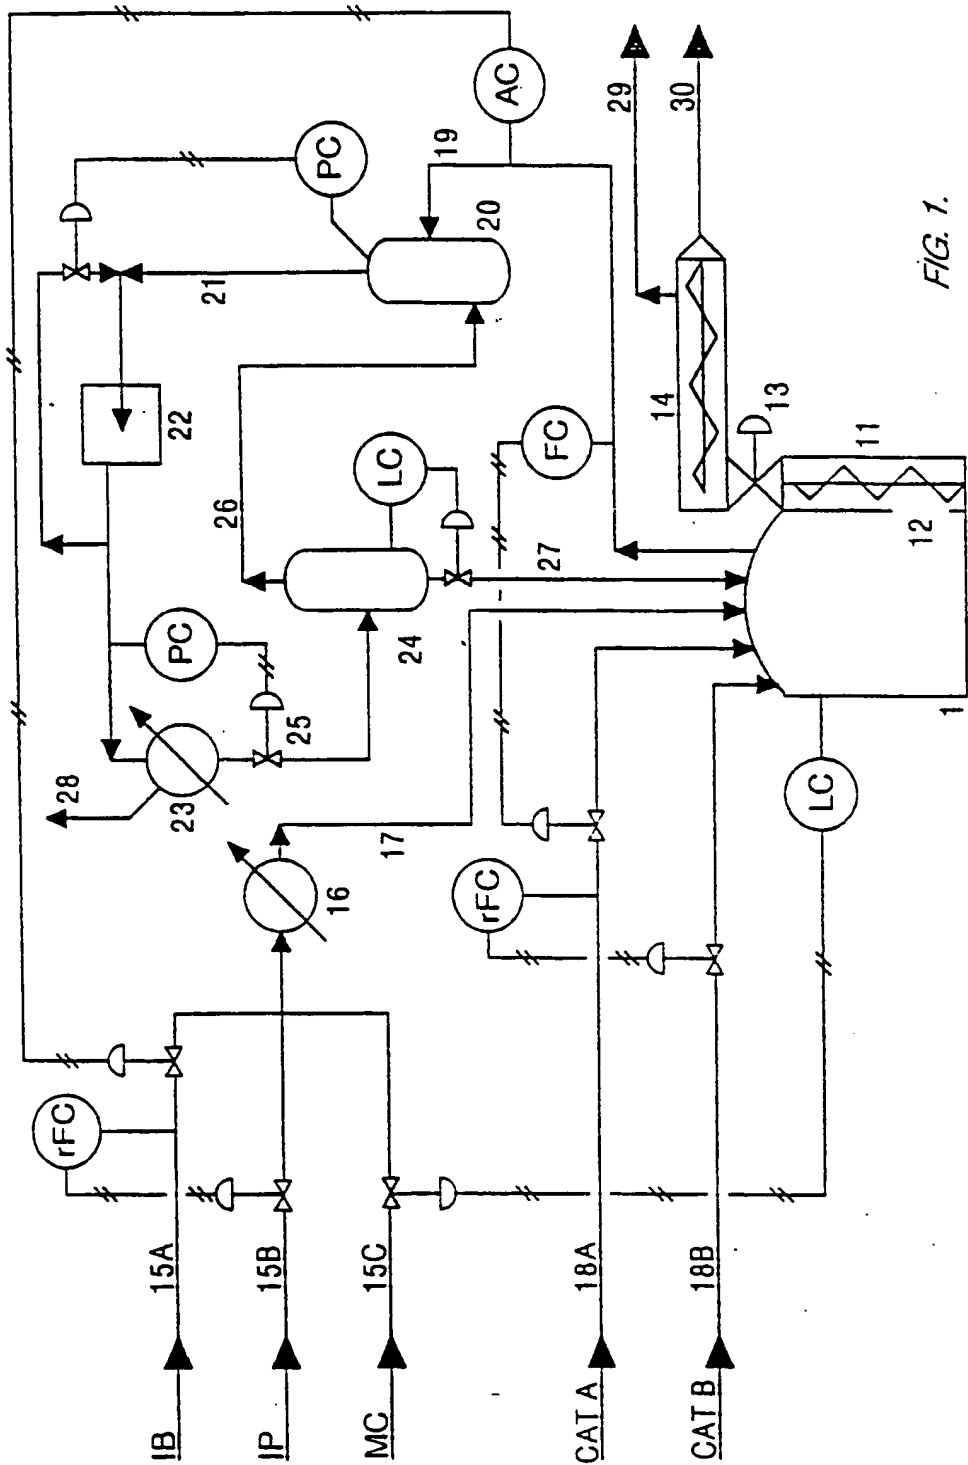 IB
15A
rFC
IP
15B
MC
15C
CAT A
18A
CAT B
18B
16
17
rFC
28
23
25
PC
24
26
LC
27
22
21
PC
20
19
AC
FC
LC
1
12
11
13
14
29
30
FIG. 1.